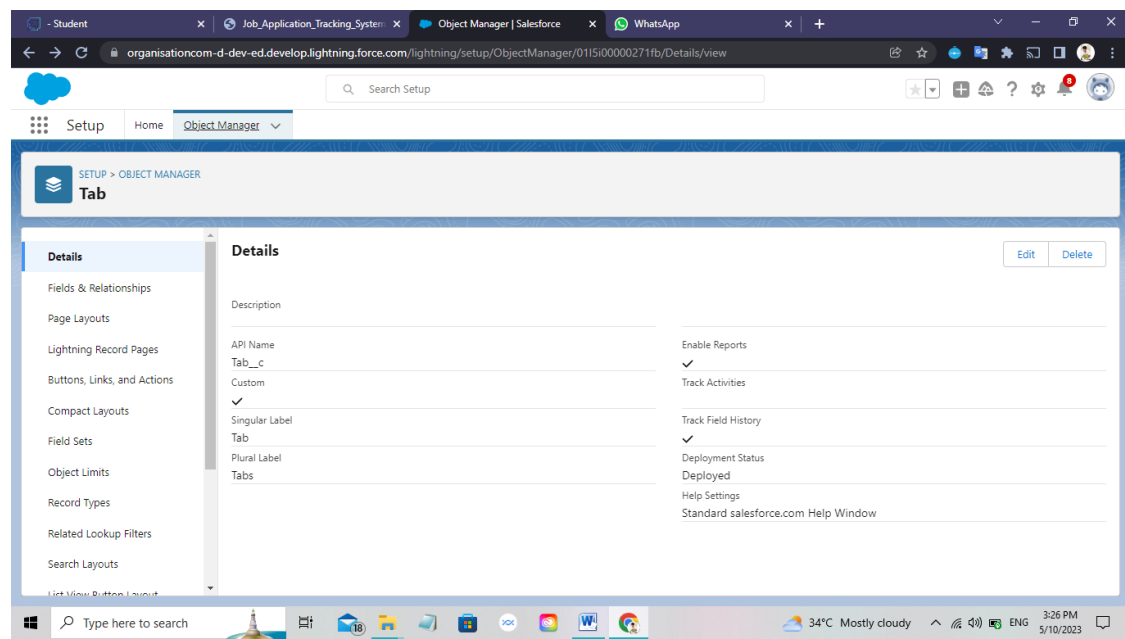 - Student
Job_Application_Tracking_System
Object Manager | Salesforce
WhatsApp
organisationcom-d-dev-ed.develop.lightning.force.com/lightning/setup/ObjectManager/01I5i00000271fb/Details/view
Search Setup
8
Setup
Home
Object Manager
SETUP > OBJECT MANAGER
Tab
Details
Fields & Relationships
Page Layouts
Lightning Record Pages
Buttons, Links, and Actions
Compact Layouts
Field Sets
Object Limits
Record Types
Related Lookup Filters
Search Layouts
List View Button Layout
Details
Edit
Delete
Description
API Name
Tab__c
Custom
Singular Label
Tab
Plural Label
Tabs
Enable Reports
Track Activities
Track Field History
Deployment Status
Deployed
Help Settings
Standard salesforce.com Help Window
Type here to search
18
34°C Mostly cloudy
ENG
3:26 PM
5/10/2023